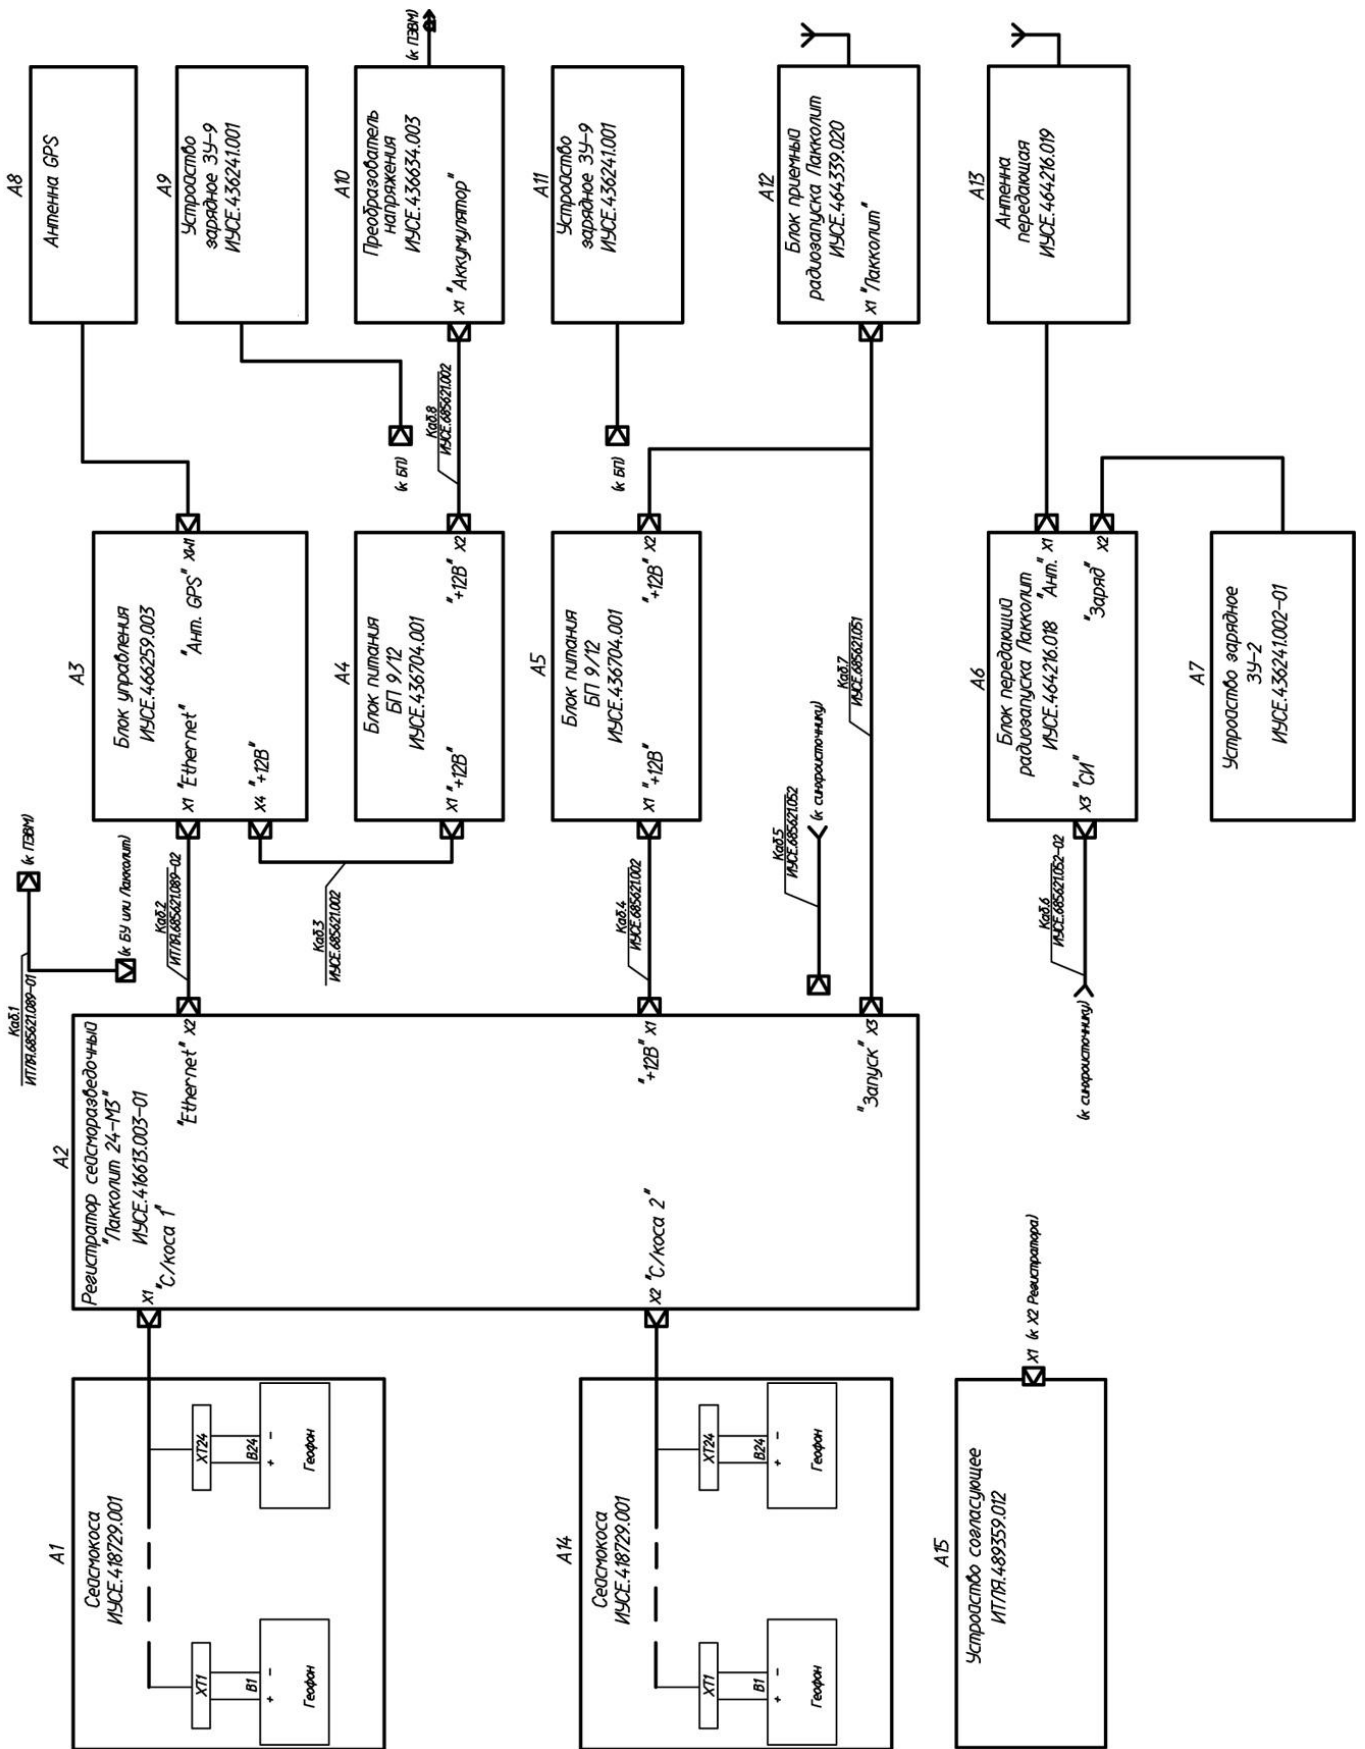 A1
Сейсмокоса
ИУСЕ.418729.001
XT1
B1
+ -
Геофон
XT24
B24
+ -
Геофон
A14
Сейсмокоса
ИУСЕ.418729.001
XT1
B1
+ -
Геофон
XT24
B24
+ -
Геофон
A15
Устройство согласующее
ИТЛЯ.489359.012
X1 (к X2 Регистратора)
A2
Регистратор сейсморазведочный
"Лакколит 24-М3"
ИУСЕ.416613.003-01
X1 "С/коса 1"
X2 "С/коса 2"
"Ethernet" X2
"+12В" X1
"Запуск" X3
Каб.1
ИТЛЯ.685621.089-01
(к ПЭВМ)
(к БУ или Лакколит)
Каб.2
ИТЛЯ.685621.089-02
Каб.3
ИУСЕ.685621.002
Каб.4
ИУСЕ.685621.002
Каб.5
ИУСЕ.685621.052
(к синхроисточнику)
Каб.7
ИУСЕ.685621.051
Каб.6
ИУСЕ.685621.052-02
(к синхроисточнику)
A3
Блок управления
ИУСЕ.466259.003
X1 "Ethernet"
"Ант. GPS" XW1
X4 "+12В"
A4
Блок питания
БП 9/12
ИУСЕ.436704.001
X1 "+12В"
"+12В" X2
A5
Блок питания
БП 9/12
ИУСЕ.436704.001
X1 "+12В"
"+12В" X2
A6
Блок передающий
радиозапуска Лакколит
ИУСЕ.464216.018
"Ант." X1
X3 "СИ"
"Заряд" X2
A7
Устройство зарядное
ЗУ-2
ИУСЕ.436241.002-01
A8
Антенна GPS
A9
Устройство
зарядное ЗУ-9
ИУСЕ.436241.001
(к БП)
A10
Преобразователь
напряжения
ИУСЕ.436634.003
X1 "Аккумулятор"
(к ПЭВМ)
Каб.8
ИУСЕ.685621.002
A11
Устройство
зарядное ЗУ-9
ИУСЕ.436241.001
(к БП)
A12
Блок приемный
радиозапуска Лакколит
ИУСЕ.464339.020
X1 "Лакколит"
A13
Антенна
передающая
ИУСЕ.464216.019